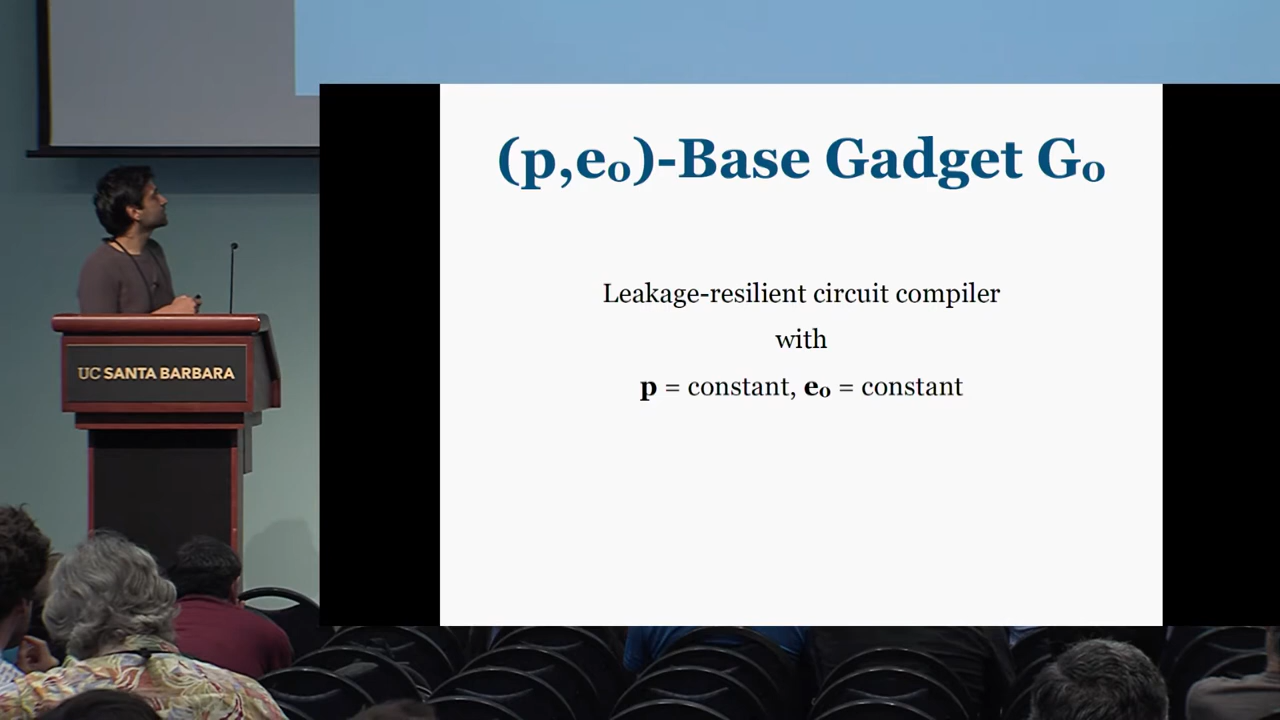 (p,e₀)-Base Gadget G₀
Leakage-resilient circuit compiler
with
p = constant, e₀ = constant
UC SANTA BARBARA